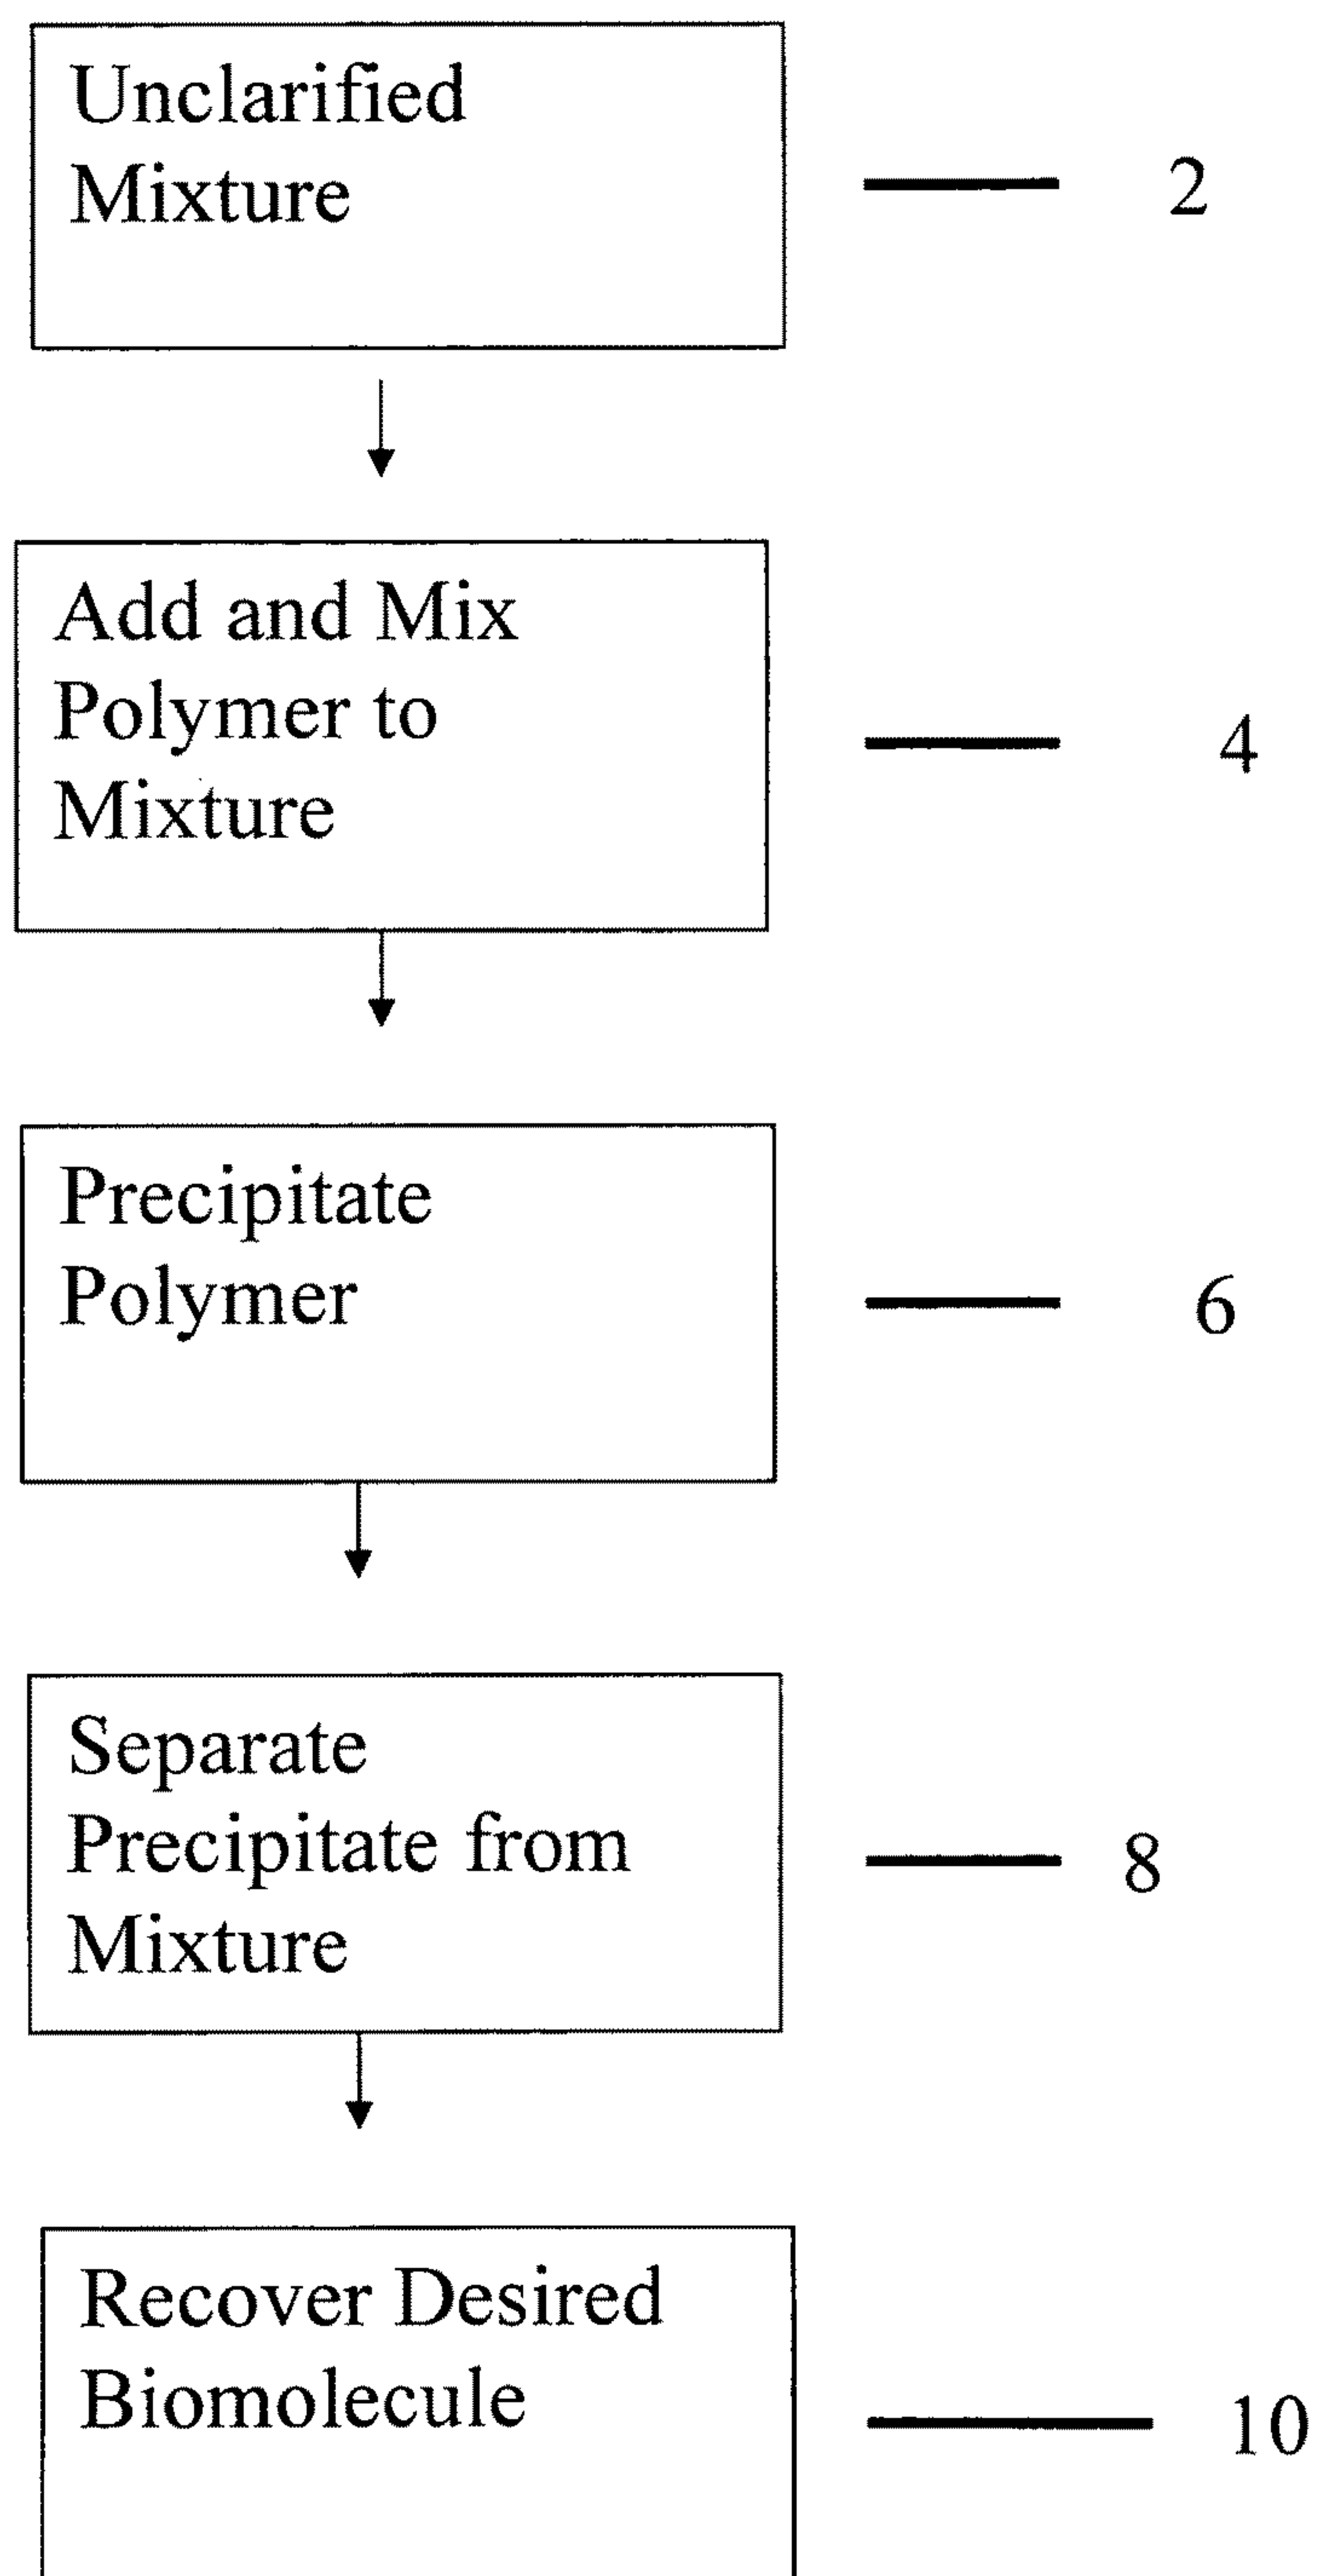 Unclarified
Mixture
2
Add and Mix
Polymer to
Mixture
4
Precipitate
Polymer
6
Separate
Precipitate from
Mixture
8
Recover Desired
Biomolecule
10